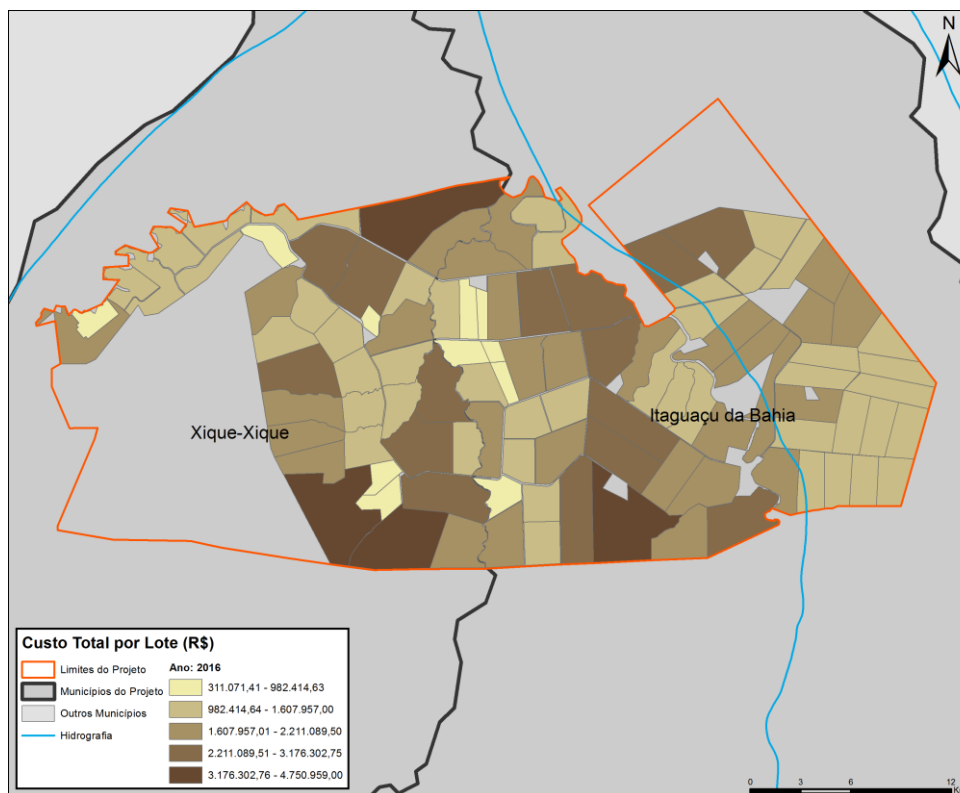 N
Xique-Xique
Itaguaçu da Bahia
Custo Total por Lote (R$)
Limites do Projeto
Municípios do Projeto
Outros Municípios
Hidrografia
Ano: 2016
311.071,41 - 982.414,63
982.414,64 - 1.607.957,00
1.607.957,01 - 2.211.089,50
2.211.089,51 - 3.176.302,75
3.176.302,76 - 4.750.959,00
0 3 6 12